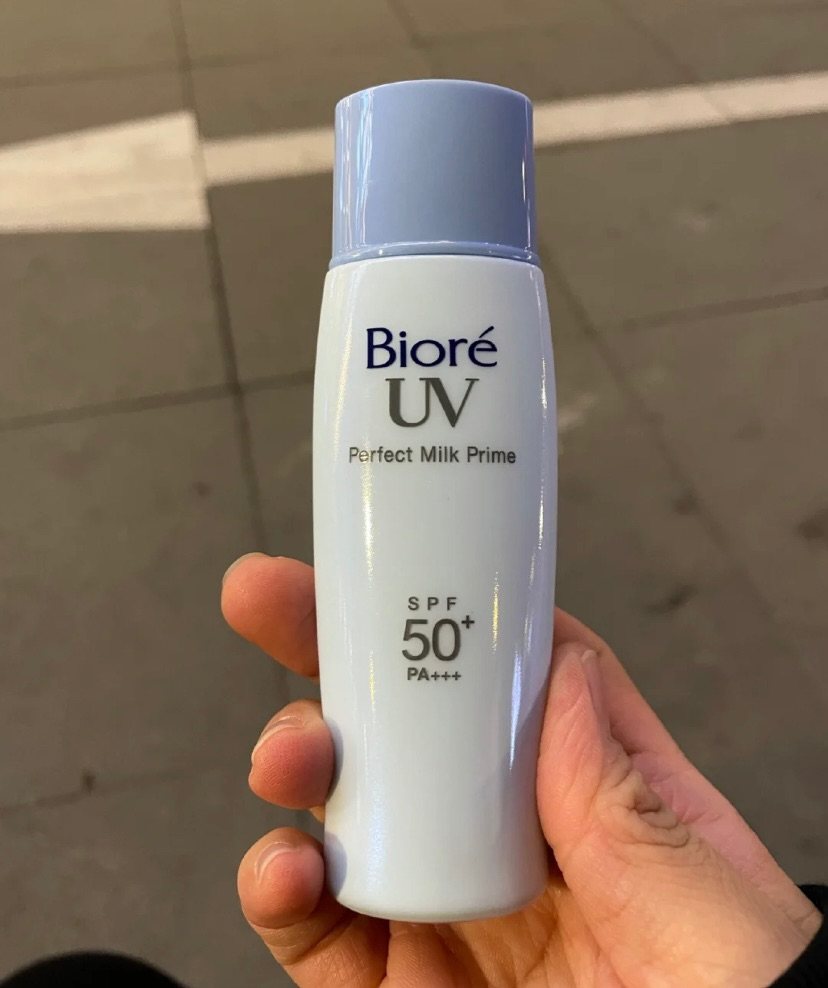 Bioré
UV
Perfect Milk Prime
SPF
50+
PA+++